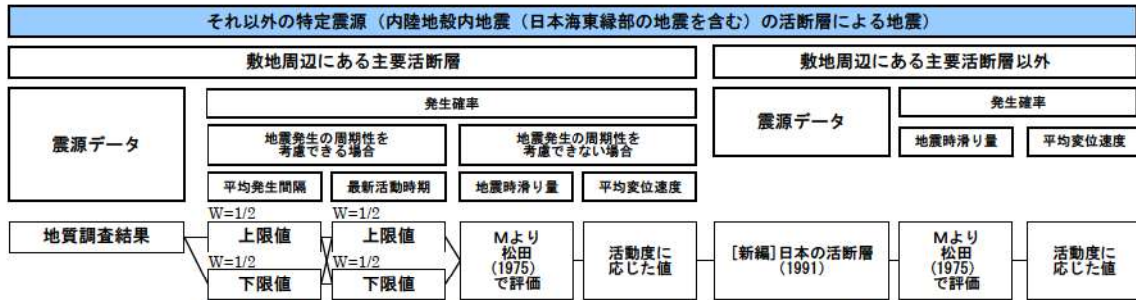 それ以外の特定震源（内陸地殻内地震（日本海東縁部の地震を含む）の活断層による地震）
敷地周辺にある主要活断層
敷地周辺にある主要活断層以外
震源データ
発生確率
地震発生の周期性を
考慮できる場合
地震発生の周期性を
考慮できない場合
平均発生間隔
最新活動時期
地震時滑り量
平均変位速度
震源データ
発生確率
地震時滑り量
平均変位速度
地質調査結果
W=1/2
上限値
W=1/2
下限値
W=1/2
上限値
W=1/2
下限値
Mより
松田
(1975)
で評価
活動度に
応じた値
[新編]日本の活断層
(1991)
Mより
松田
(1975)
で評価
活動度に
応じた値